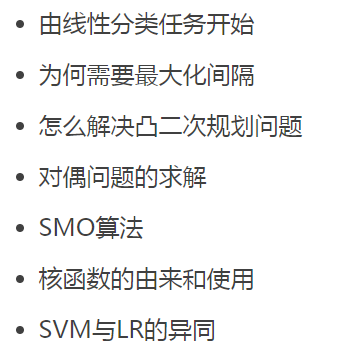 由线性分类任务开始
为何需要最大化间隔
怎么解决凸二次规划问题
对偶问题的求解
SMO算法
核函数的由来和使用
SVM与LR的异同